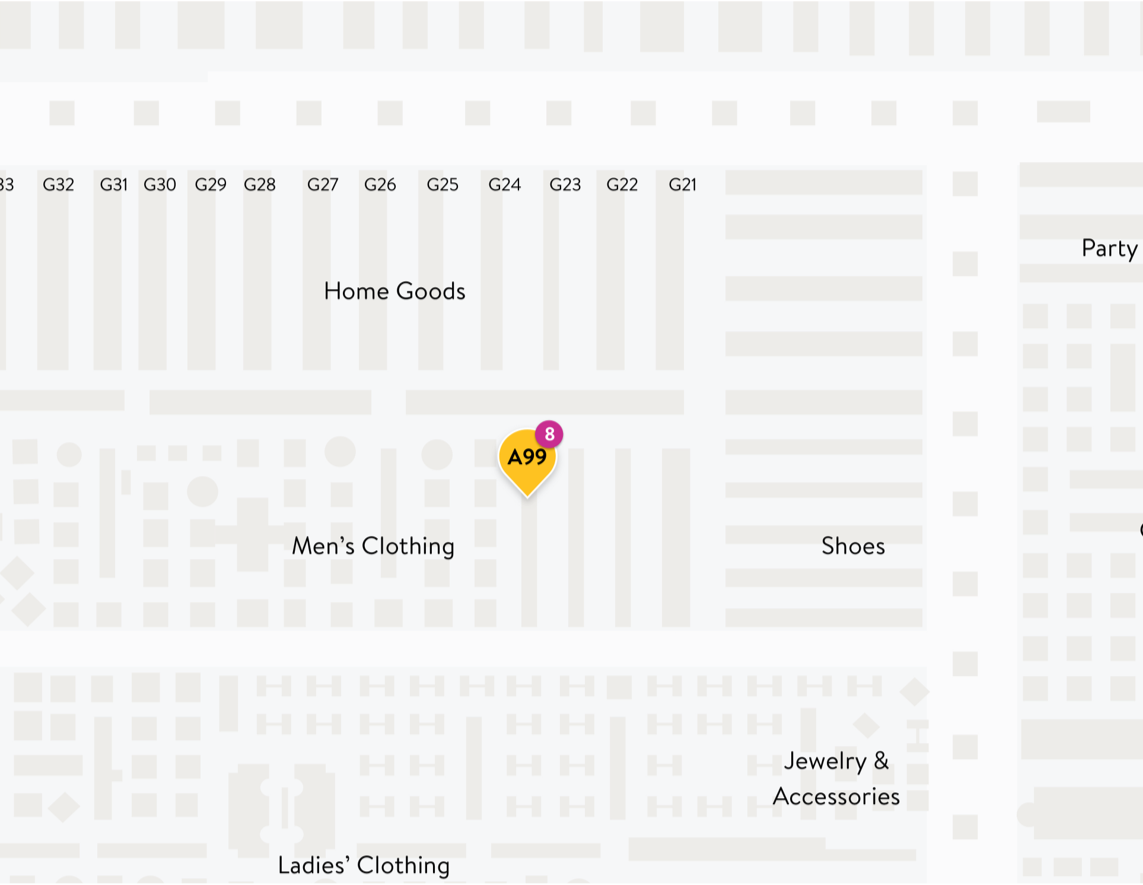 33 G32 G31 G30 G29 G28 G27 G26 G25 G24 G23 G22 G21
Party
Home Goods
8
A99
Men’s Clothing
Shoes
Jewelry &
Accessories
Ladies’ Clothing